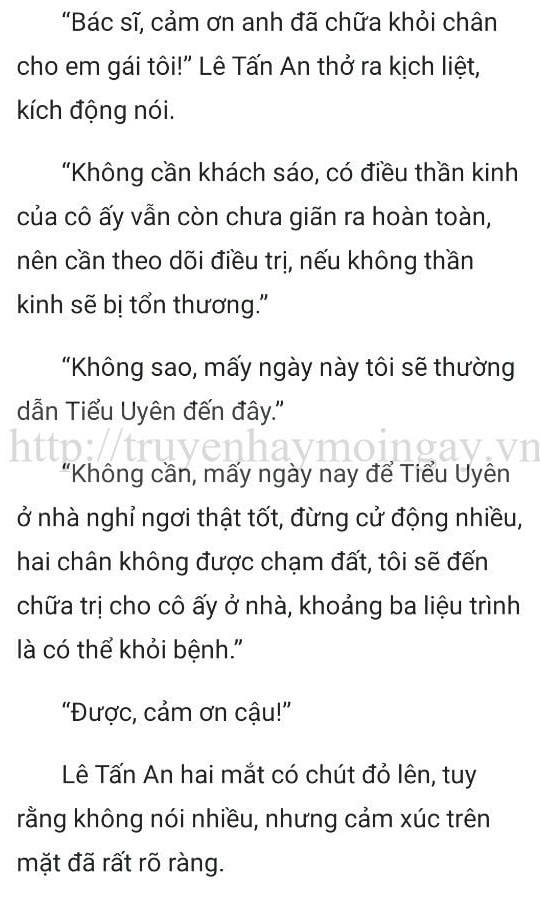 “Bác sĩ, cảm ơn anh đã chữa khỏi chân
cho em gái tôi!” Lê Tấn An thở ra kịch liệt,
kích động nói.
“Không cần khách sáo, có điều thần kinh
của cô ấy vẫn còn chưa giãn ra hoàn toàn,
nên cần theo dõi điều trị, nếu không thần
kinh sẽ bị tổn thương.”
“Không sao, mấy ngày này tôi sẽ thường
dẫn Tiểu Uyên đến đây.”
http://truyenhaymoingay.vn
“Không cần, mấy ngày nay để Tiểu Uyên
ở nhà nghỉ ngơi thật tốt, đừng cử động nhiều,
hai chân không được chạm đất, tôi sẽ đến
chữa trị cho cô ấy ở nhà, khoảng ba liệu trình
là có thể khỏi bệnh.”
“Được, cảm ơn cậu!”
Lê Tấn An hai mắt có chút đỏ lên, tuy
rằng không nói nhiều, nhưng cảm xúc trên
mặt đã rất rõ ràng.